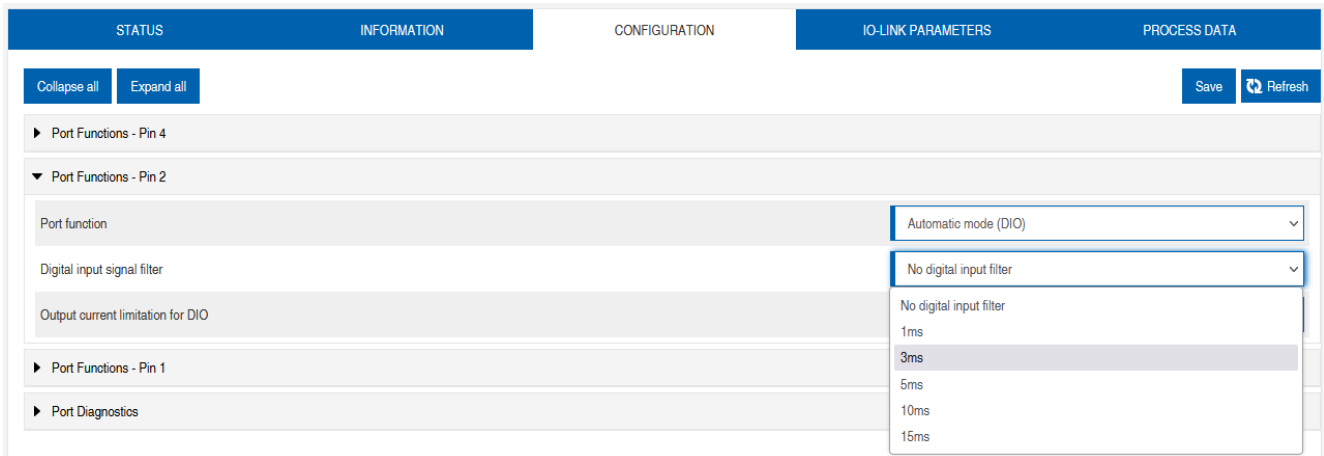 STATUS INFORMATION CONFIGURATION IO-LINK PARAMETERS PROCESS DATA
Collapse all Expand all Save Refresh
Port Functions - Pin 4
Port Functions - Pin 2
Port function Automatic mode (DIO)
Digital input signal filter No digital input filter
No digital input filter
Output current limitation for DIO
1ms
3ms
Port Functions - Pin 1
5ms
Port Diagnostics
10ms
15ms